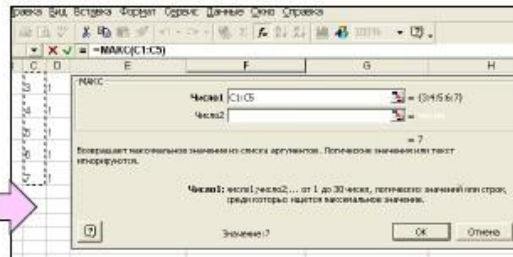 равка Вид Вставка Формат Сервис Данные Окно Справка
=МАКС(C1:C5)
C D E F G H
МАКС
Число1 C1:C5 = {3:4:5:6:7}
Число2 =
3 !
4 !
5 !
6 !
7 !
= 7
Возвращает максимальное значение из списка аргументов. Логические значения или текст
игнорируются.
Число1: число1;число2;... от 1 до 30 чисел, логических значений или строк,
среди которых ищется максимальное значение.
Значение:7 ОК Отмена